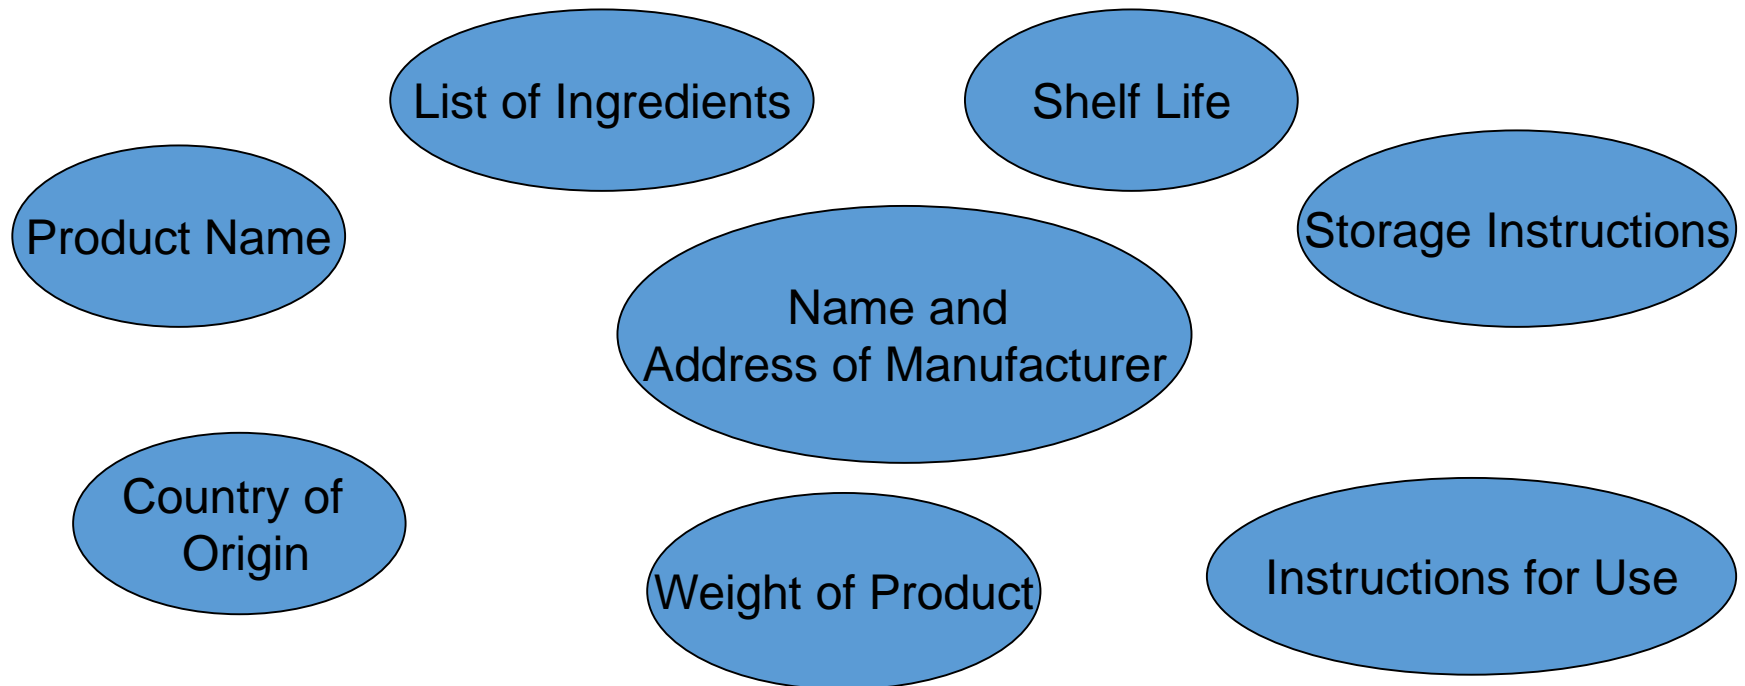 List of Ingredients
Shelf Life
Product Name
Storage Instructions
Name and
Address of Manufacturer
Country of
Origin
Weight of Product
Instructions for Use